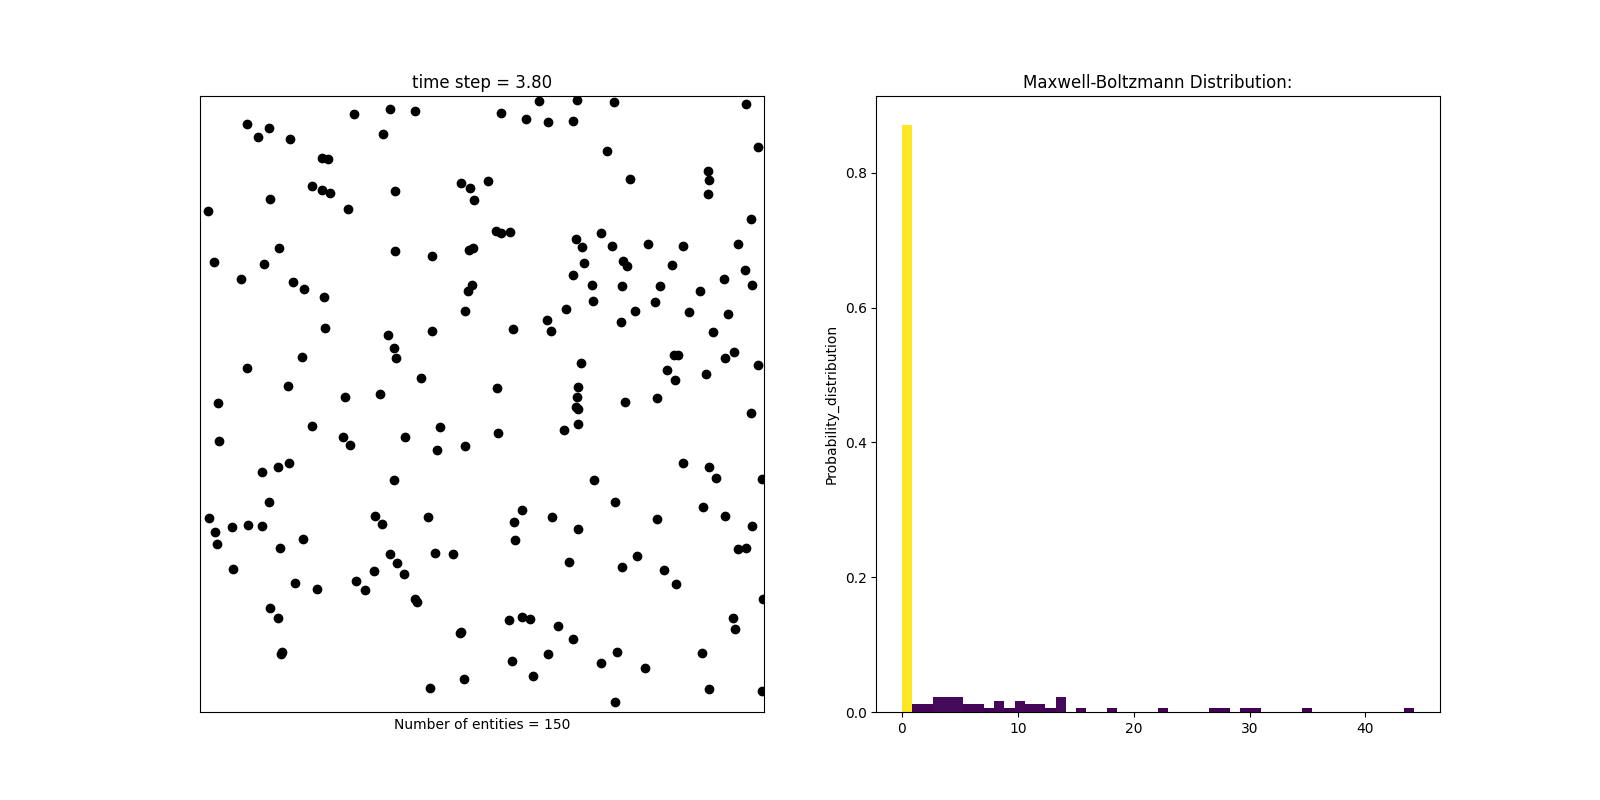 time step = 3.80
Number of entities = 150
Maxwell-Boltzmann Distribution:
Probability_distribution
0.8
0.6
0.4
0.2
0.0
0 10 20 30 40